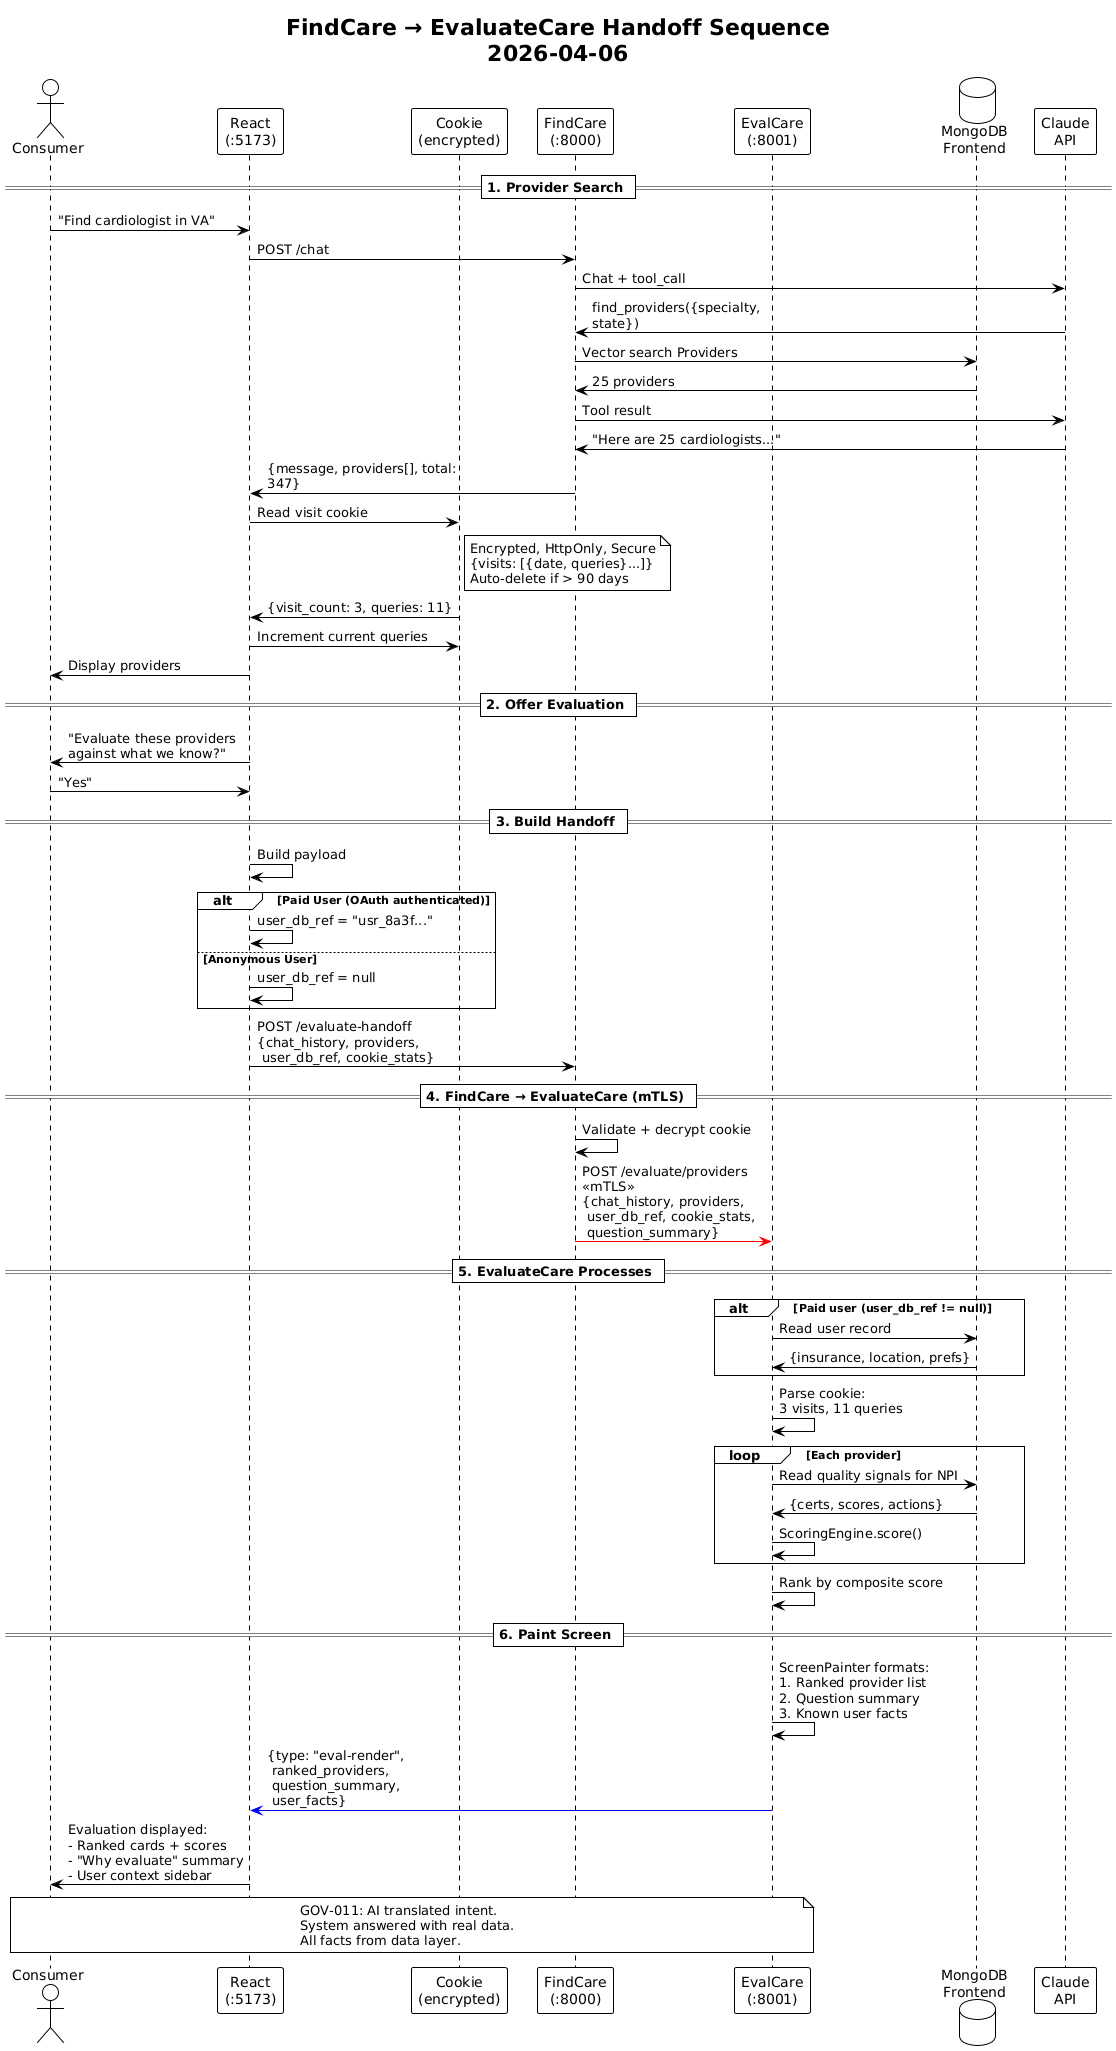 FindCare → EvaluateCare Handoff Sequence
2026-04-06
Consumer
React
(:5173)
Cookie
(encrypted)
FindCare
(:8000)
EvalCare
(:8001)
MongoDB
Frontend
Claude
API
1. Provider Search
"Find cardiologist in VA"
POST /chat
Chat + tool_call
find_providers({specialty,
state})
Vector search Providers
25 providers
Tool result
"Here are 25 cardiologists..."
{message, providers[], total:
347}
Read visit cookie
Encrypted, HttpOnly, Secure
{visits: [{date, queries}...]}
Auto-delete if > 90 days
{visit_count: 3, queries: 11}
Increment current queries
Display providers
2. Offer Evaluation
"Evaluate these providers
against what we know?"
"Yes"
3. Build Handoff
Build payload
alt [Paid User (OAuth authenticated)]
user_db_ref = "usr_8a3f..."
[Anonymous User]
user_db_ref = null
POST /evaluate-handoff
{chat_history, providers,
user_db_ref, cookie_stats}
4. FindCare → EvaluateCare (mTLS)
Validate + decrypt cookie
POST /evaluate/providers
«mTLS»
{chat_history, providers,
user_db_ref, cookie_stats,
question_summary}
5. EvaluateCare Processes
alt [Paid user (user_db_ref != null)]
Read user record
{insurance, location, prefs}
Parse cookie:
3 visits, 11 queries
loop [Each provider]
Read quality signals for NPI
{certs, scores, actions}
ScoringEngine.score()
Rank by composite score
6. Paint Screen
ScreenPainter formats:
1. Ranked provider list
2. Question summary
3. Known user facts
{type: "eval-render",
ranked_providers,
question_summary,
user_facts}
Evaluation displayed:
- Ranked cards + scores
- "Why evaluate" summary
- User context sidebar
GOV-011: AI translated intent.
System answered with real data.
All facts from data layer.
Consumer
React
(:5173)
Cookie
(encrypted)
FindCare
(:8000)
EvalCare
(:8001)
MongoDB
Frontend
Claude
API